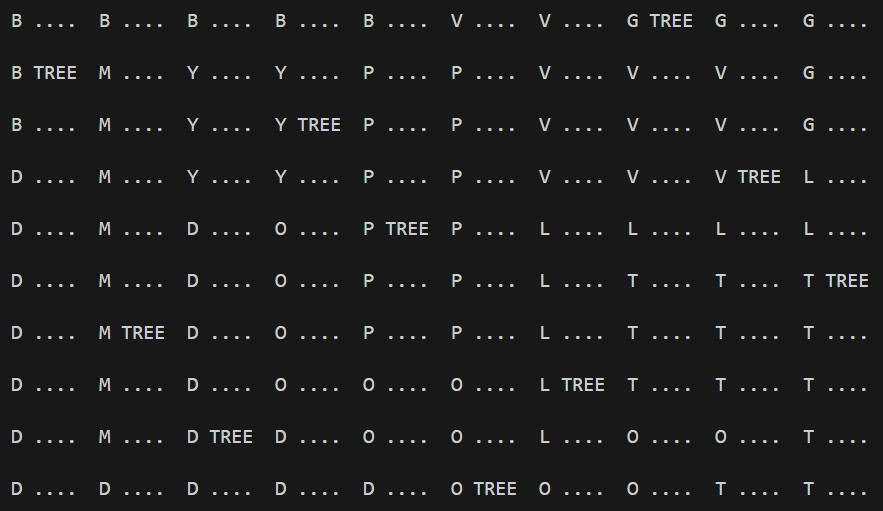 B .... B .... B .... B .... B .... V .... V .... G TREE G .... G ....
B TREE M .... Y .... Y .... P .... P .... V .... V .... V .... G ....
B .... M .... Y .... Y TREE P .... P .... V .... V .... V .... G ....
D .... M .... Y .... Y .... P .... P .... V .... V .... V TREE L ....
D .... M .... D .... O .... P TREE P .... L .... L .... L .... L ....
D .... M .... D .... O .... P .... P .... L .... T .... T .... T TREE
D .... M TREE D .... O .... P .... P .... L .... T .... T .... T ....
D .... M .... D .... O .... O .... O .... L TREE T .... T .... T ....
D .... M .... D TREE D .... O .... O .... L .... O .... O .... T ....
D .... D .... D .... D .... D .... O TREE O .... O .... T .... T ....